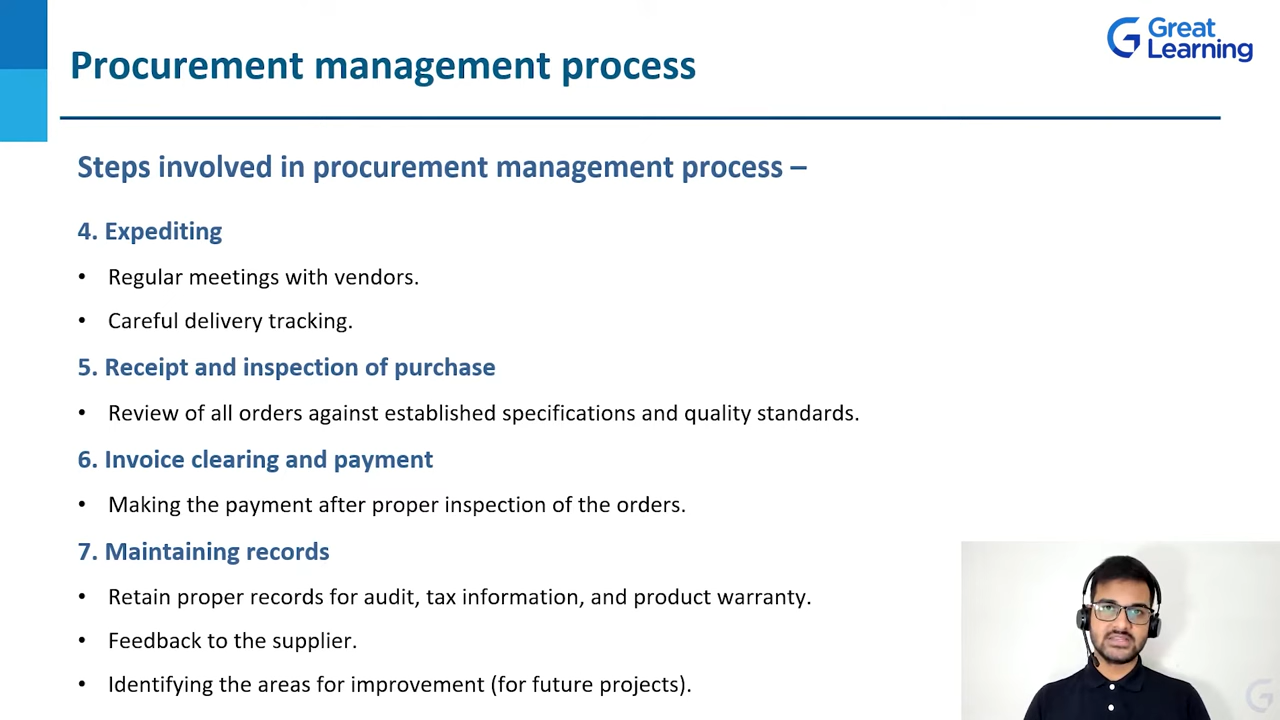 Procurement management process
Great
Learning
Steps involved in procurement management process –
4. Expediting
• Regular meetings with vendors.
• Careful delivery tracking.
5. Receipt and inspection of purchase
• Review of all orders against established specifications and quality standards.
6. Invoice clearing and payment
• Making the payment after proper inspection of the orders.
7. Maintaining records
• Retain proper records for audit, tax information, and product warranty.
• Feedback to the supplier.
• Identifying the areas for improvement (for future projects).